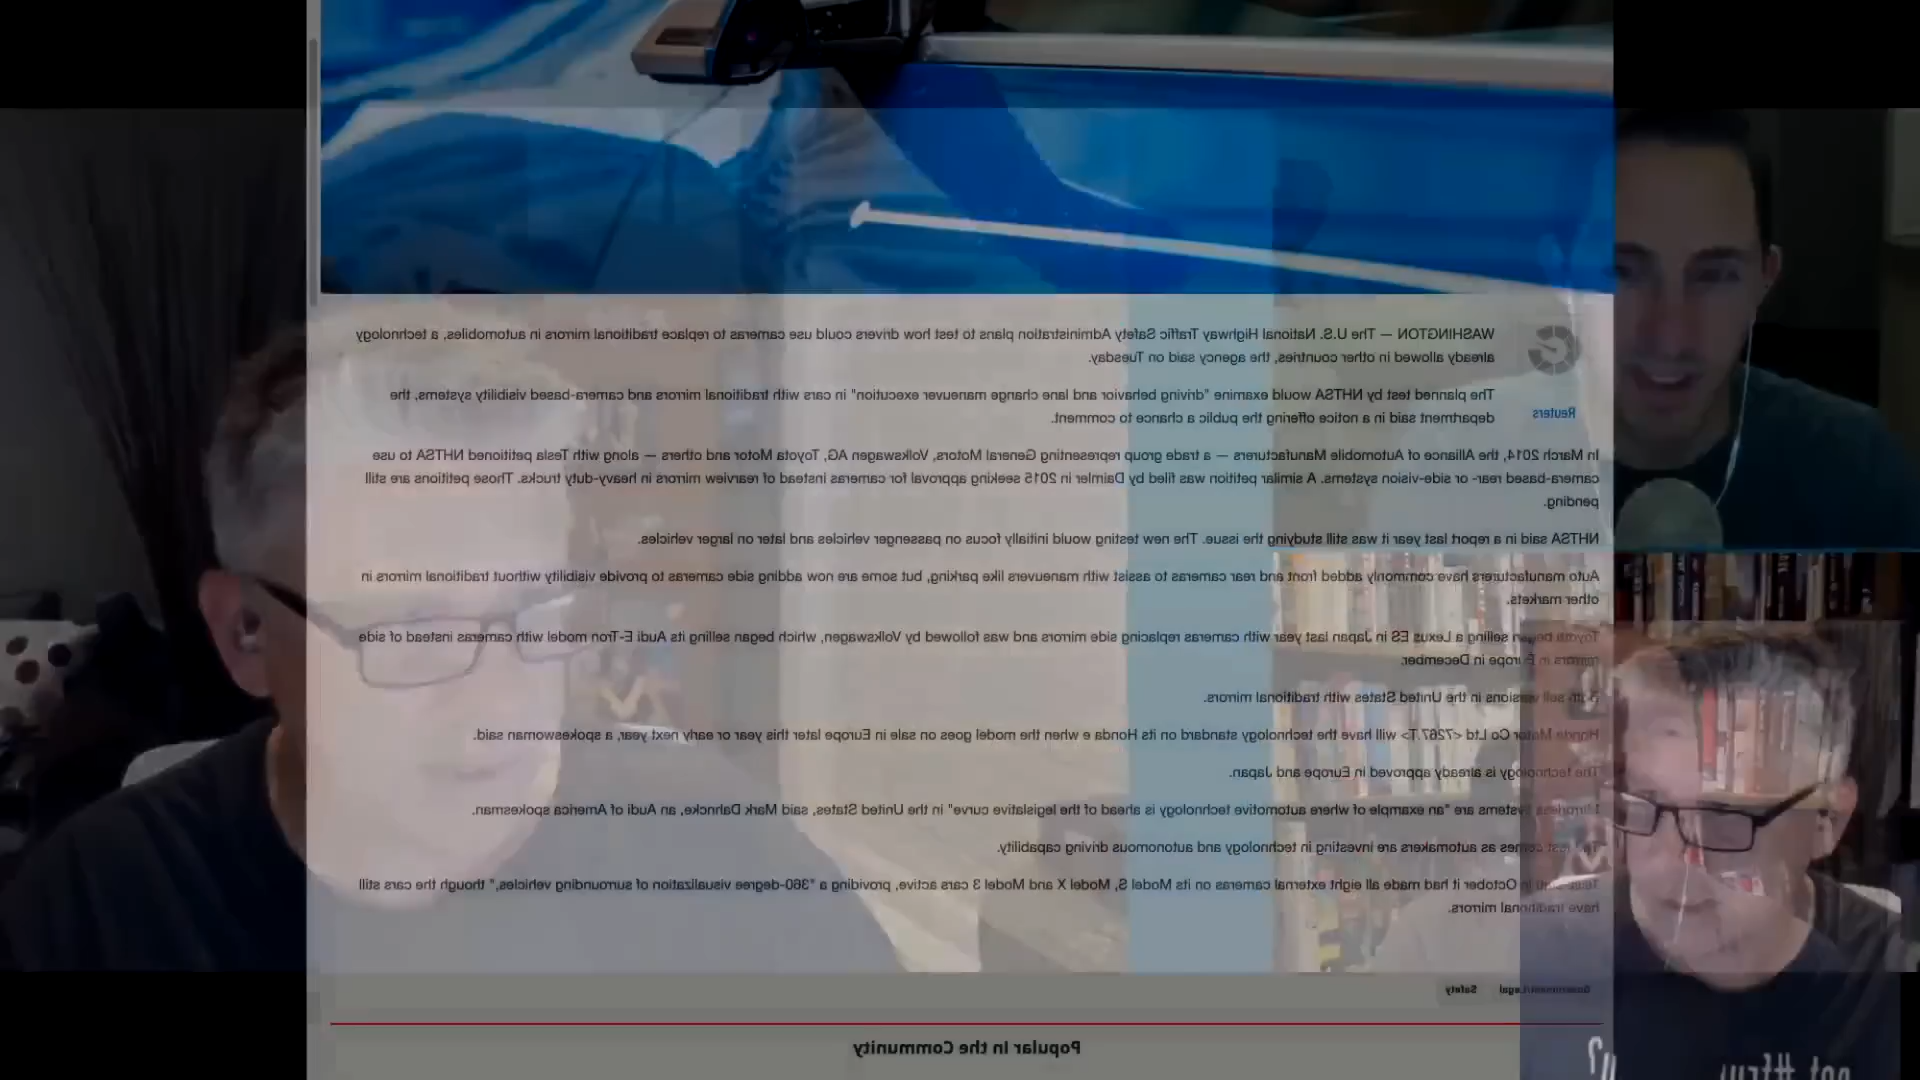 WASHINGTON — The U.S. National Highway Traffic Safety Administration plans to test how drivers could use cameras to replace traditional mirrors in automobiles, a technology
already allowed in other countries, the agency said on Tuesday.
The planned test by NHTSA would examine "driving behavior and lane change maneuver execution" in cars with traditional mirrors and camera-based visibility systems, the
department said in a notice offering the public a chance to comment.
Reuters
In March 2014, the Alliance of Automobile Manufacturers — a trade group representing General Motors, Volkswagen AG, Toyota Motor and others — along with Tesla petitioned NHTSA to use
camera-based rear- or side-vision systems. A similar petition was filed by Daimler in 2015 seeking approval for cameras instead of rearview mirrors in heavy-duty trucks. Those petitions are still
pending.
NHTSA said in a report last year it was still studying the issue. The new testing would initially focus on passenger vehicles and later on larger vehicles.
Auto manufacturers have commonly added front and rear cameras to assist with maneuvers like parking, but some are now adding side cameras to provide visibility without traditional mirrors in
other markets.
Toyota began selling a Lexus ES in Japan last year with cameras replacing side mirrors and was followed by Volkswagen, which began selling its Audi E-Tron model with cameras instead of side
mirrors in Europe in December.
Both sell versions in the United States with traditional mirrors.
Honda Motor Co Ltd <7267.T> will have the technology standard on its Honda e when the model goes on sale in Europe later this year or early next year, a spokeswoman said.
The technology is already approved in Europe and Japan.
Mirrorless systems are "an example of where automotive technology is ahead of the legislative curve" in the United States, said Mark Dahncke, an Audi of America spokesman.
The test comes as automakers are investing in technology and autonomous driving capability.
Tesla said in October it had made all eight external cameras on its Model S, Model X and Model 3 cars active, providing a "360-degree visualization of surrounding vehicles," though the cars still
have traditional mirrors.
Government/Legal Safety
Popular in the Community